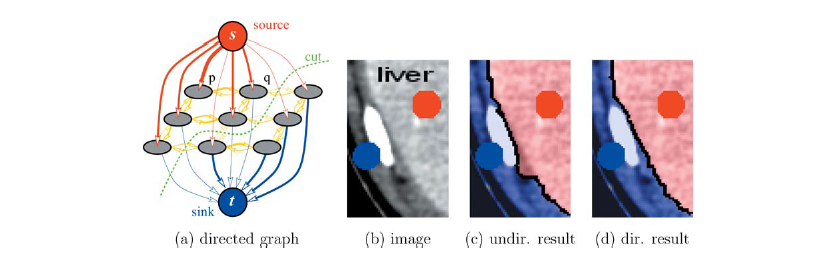 s
source
cut
p
q
t
sink
liver
(a) directed graph
(b) image
(c) undir. result
(d) dir. result